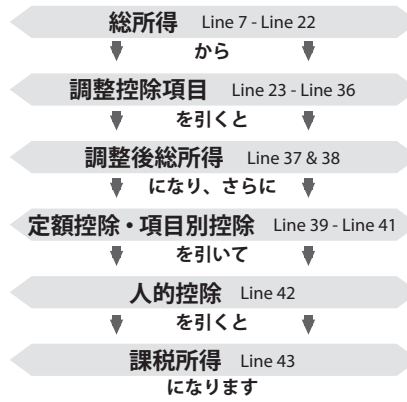 総所得 Line 7 - Line 22
から
調整控除項目 Line 23 - Line 36
を引くと
調整後総所得 Line 37 & 38
になり、さらに
定額控除・項目別控除 Line 39 - Line 41
を引いて
人的控除 Line 42
を引くと
課税所得 Line 43
になります